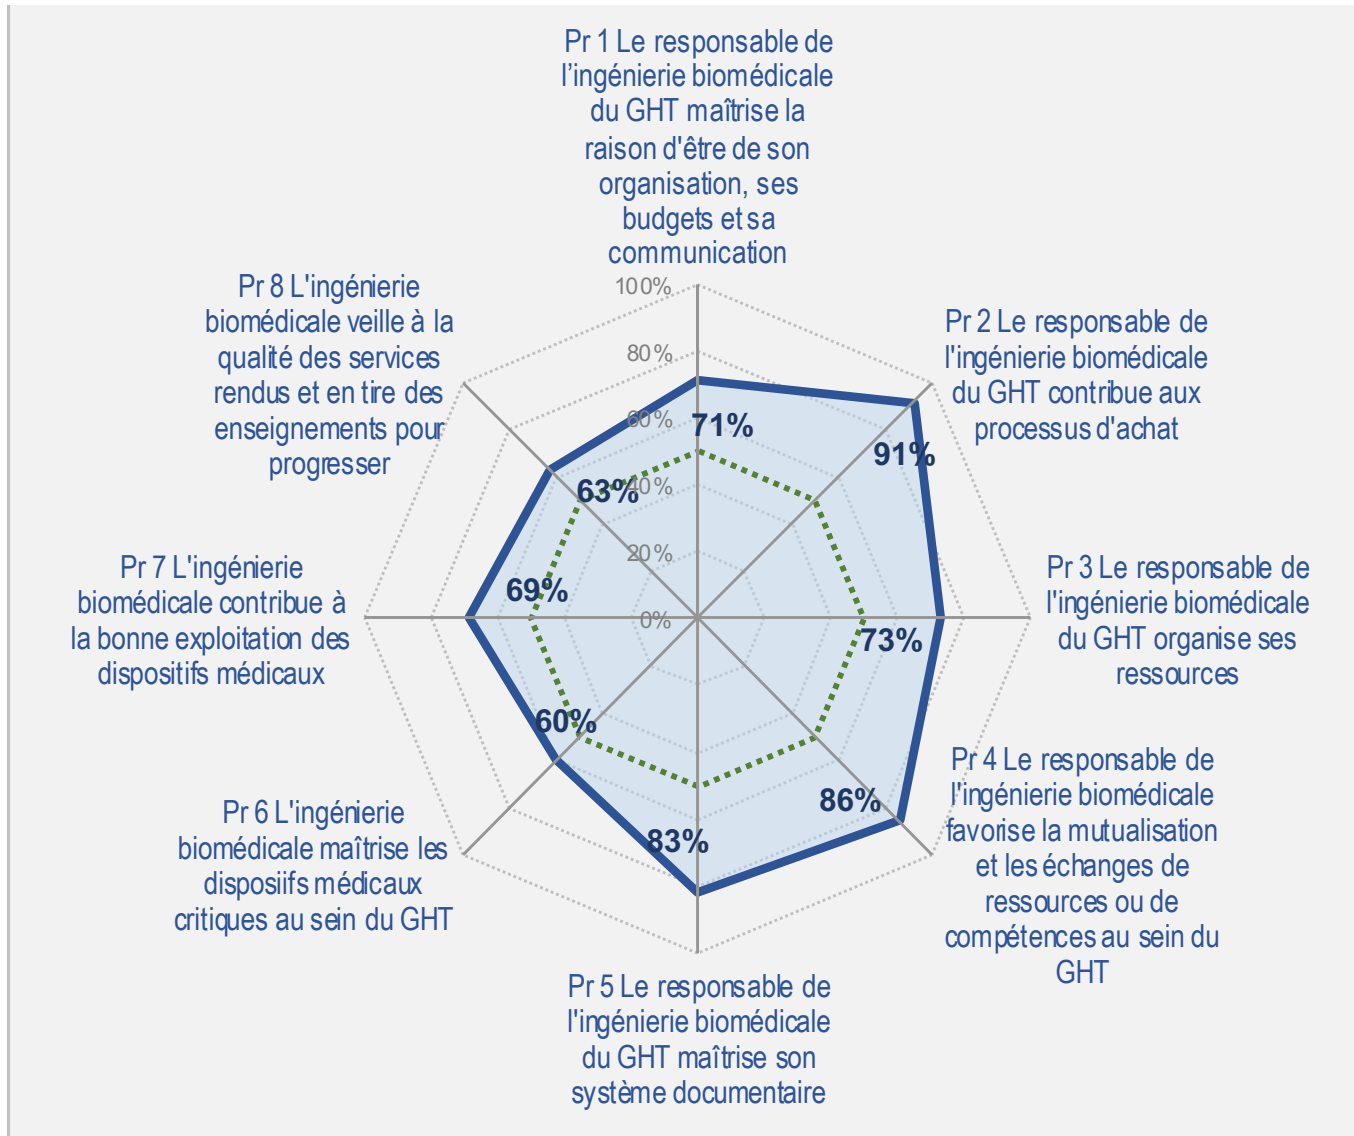 Pr 1 Le responsable de
l’ingénierie biomédicale
du GHT maîtrise la
raison d'être de son
organisation, ses
budgets et sa
communication
Pr 2 Le responsable de
l'ingénierie biomédicale
du GHT contribue aux
processus d'achat
Pr 3 Le responsable de
l'ingénierie biomédicale
du GHT organise ses
ressources
Pr 4 Le responsable de
l'ingénierie biomédicale
favorise la mutualisation
et les échanges de
ressources ou de
compétences au sein du
GHT
Pr 5 Le responsable de
l'ingénierie biomédicale
du GHT maîtrise son
système documentaire
Pr 6 L'ingénierie
biomédicale maîtrise les
disposiifs médicaux
critiques au sein du GHT
Pr 7 L'ingénierie
biomédicale contribue à
la bonne exploitation des
dispositifs médicaux
Pr 8 L'ingénierie
biomédicale veille à la
qualité des services
rendus et en tire des
enseignements pour
progresser
100%
80%
60%
40%
20%
0%
71%
91%
73%
86%
83%
60%
69%
63%